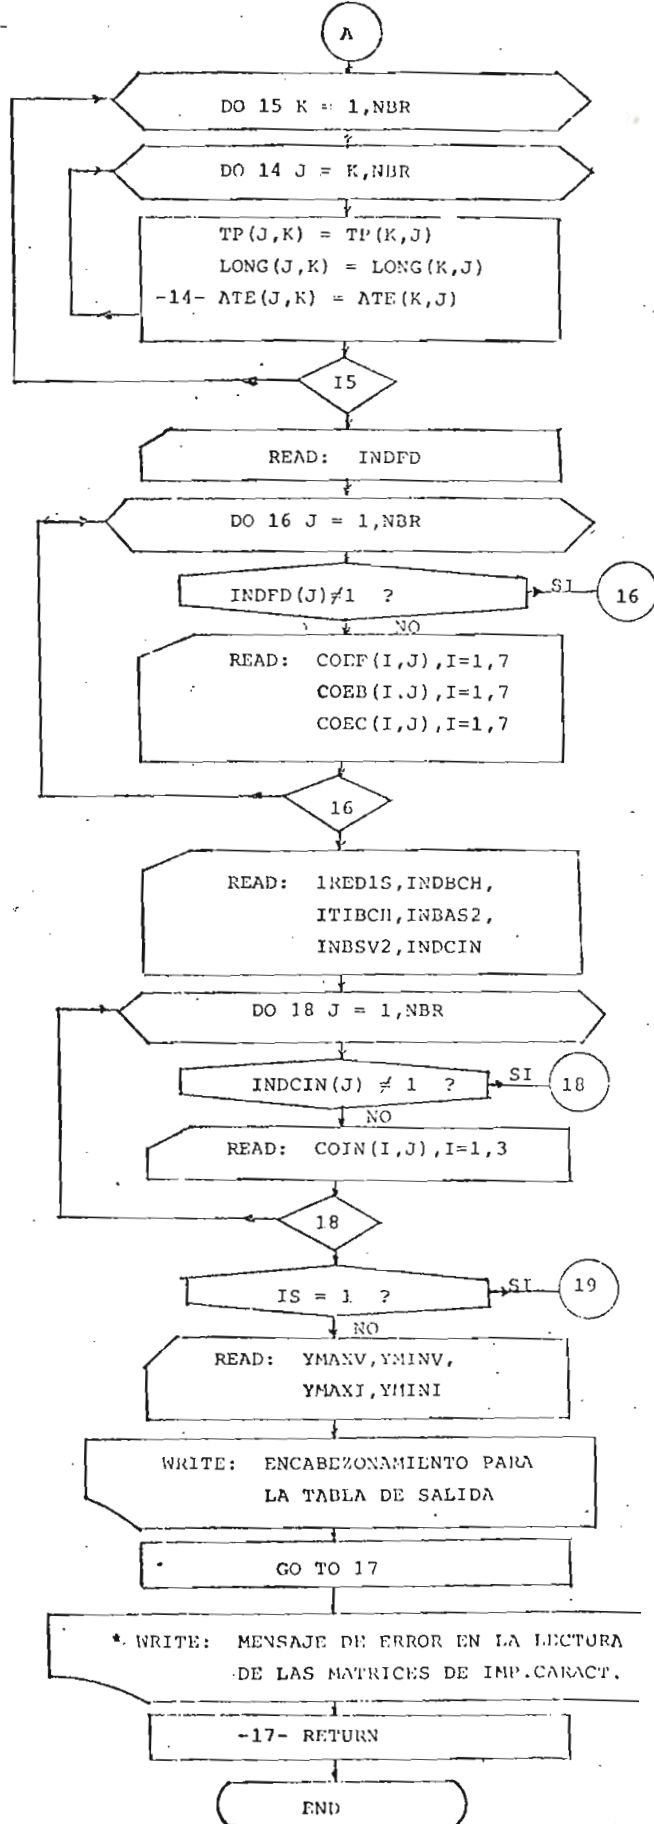 A
DO 15 K = 1,NBR
DO 14 J = K,NBR
TP(J,K) = TP(K,J)
LONG(J,K) = LONG(K,J)
-14- ATE(J,K) = ATE(K,J)
I5
READ: INDFD
DO 16 J = 1,NBR
INDFD(J)≠1 ?
SI
16
NO
READ: COEF(I,J),I=1,7
COEB(I,J),I=1,7
COEC(I,J),I=1,7
16
READ: 1RED1S,INDBCH,
ITIBCH,INBAS2,
INBSV2,INDCIN
DO 18 J = 1,NBR
INDCIN(J) ≠ 1 ?
SI
18
NO
READ: COIN(I,J),I=1,3
18
IS = 1 ?
SI
19
NO
READ: YMAXV,YMINV,
YMAXI,YMINI
WRITE: ENCABEZONAMIENTO PARA
LA TABLA DE SALIDA
GO TO 17
* WRITE: MENSAJE DE ERROR EN LA LECTURA
DE LAS MATRICES DE IMP.CARACT.
-17- RETURN
END